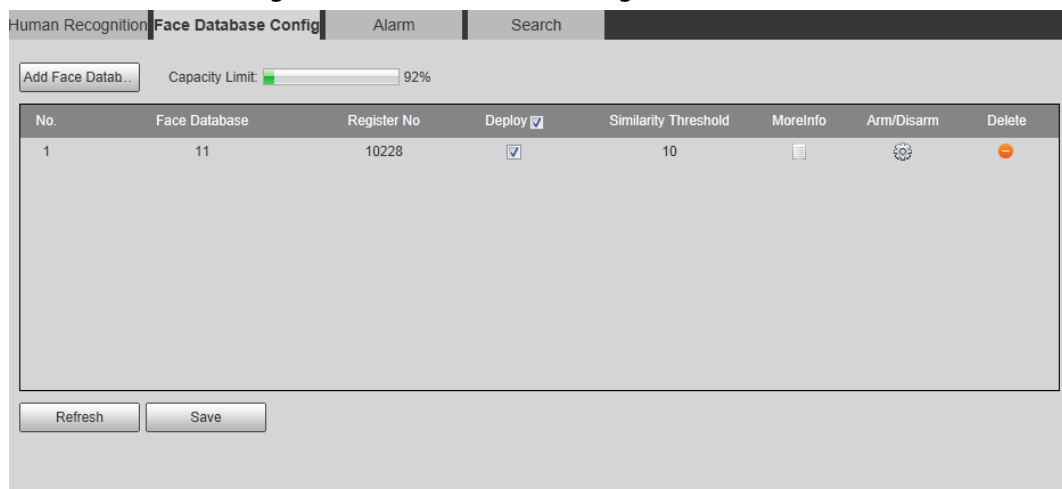 Human Recognition Face Database Config Alarm Search
Add Face Datab... Capacity Limit: 92%
No. Face Database Register No Deploy Similarity Threshold MoreInfo Arm/Disarm Delete
1 11 10228 10
Refresh Save